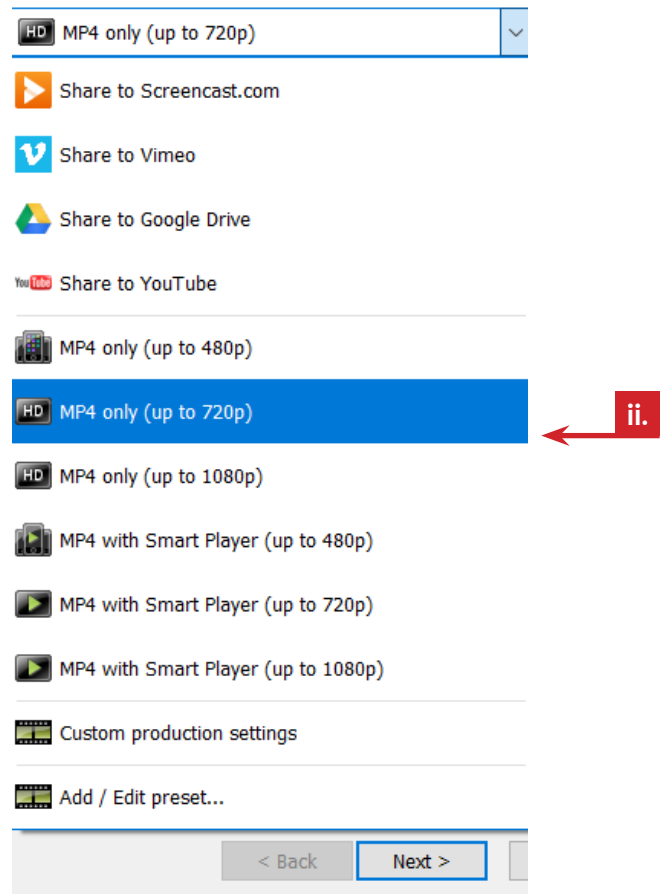 HD MP4 only (up to 720p)
Share to Screencast.com
Share to Vimeo
Share to Google Drive
You Tube Share to YouTube
MP4 only (up to 480p)
HD MP4 only (up to 720p)
ii.
HD MP4 only (up to 1080p)
MP4 with Smart Player (up to 480p)
MP4 with Smart Player (up to 720p)
MP4 with Smart Player (up to 1080p)
Custom production settings
Add / Edit preset...
< Back Next >